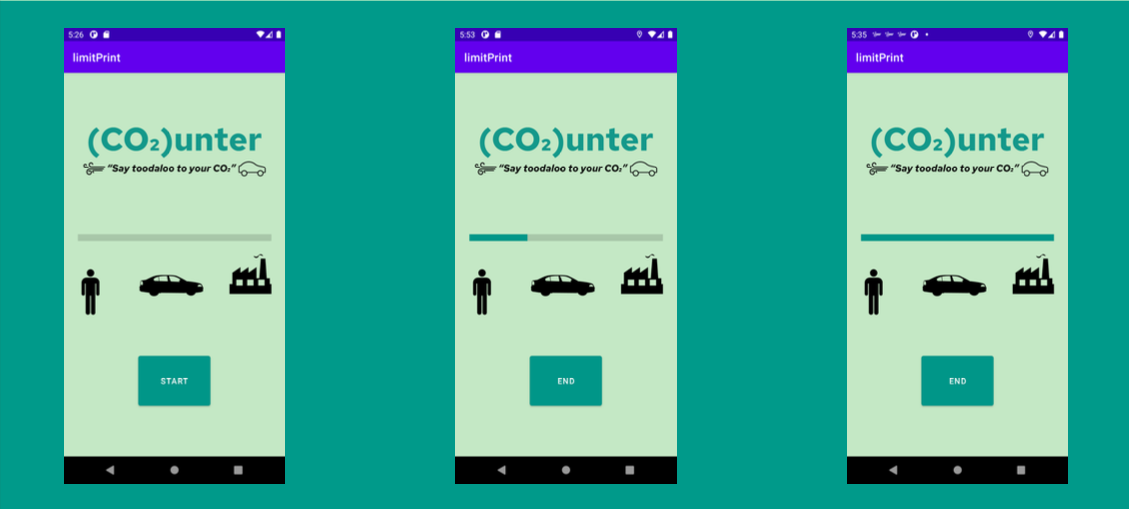 5:26
limitPrint
(CO₂)unter
"Say toodaloo to your CO₂"
START
5:53
limitPrint
(CO₂)unter
"Say toodaloo to your CO₂"
END
5:35
limitPrint
(CO₂)unter
"Say toodaloo to your CO₂"
END